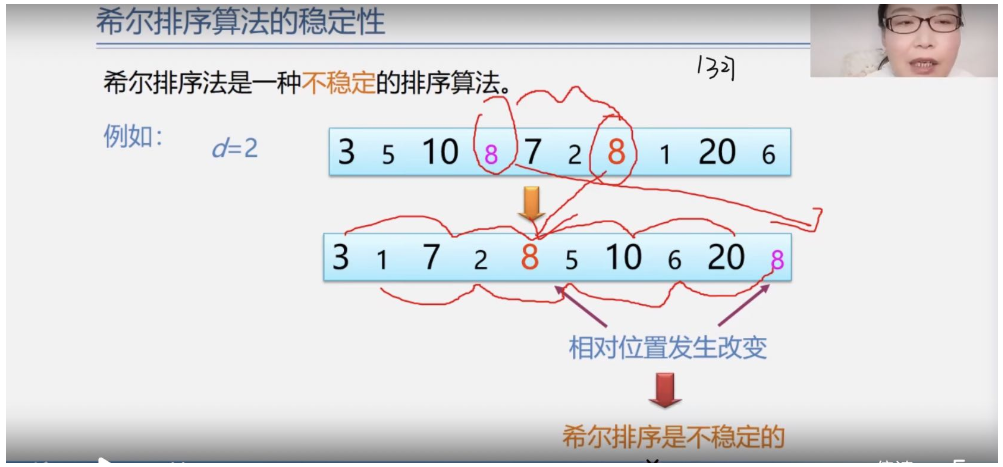 希尔排序算法的稳定性
希尔排序法是一种不稳定的排序算法。
例如：
d=2
3 5 10 8 7 2 8 1 20 6
3 1 7 2 8 5 10 6 20 8
相对位置发生改变
希尔排序是不稳定的